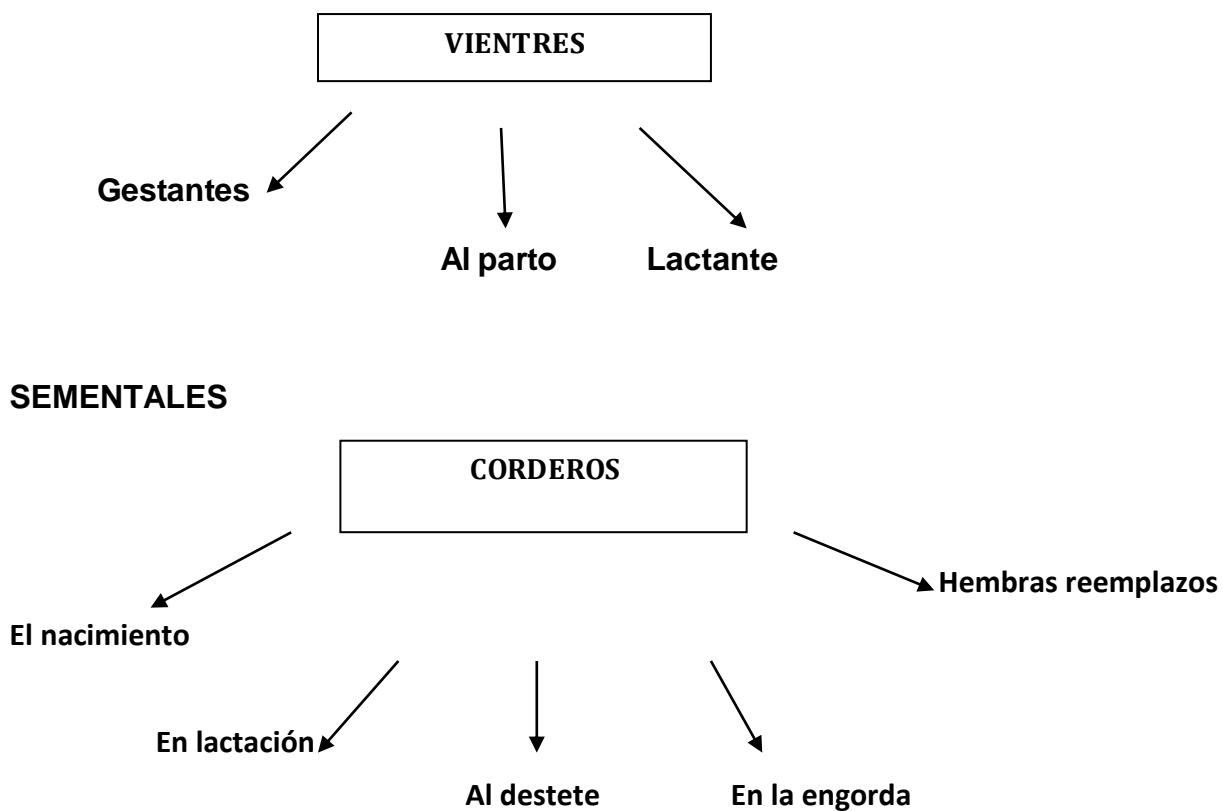 VIENTRES
Gestantes
Al parto
Lactante
SEMENTALES
CORDEROS
Hembras reemplazos
El nacimiento
En lactación
Al destete
En la engorda